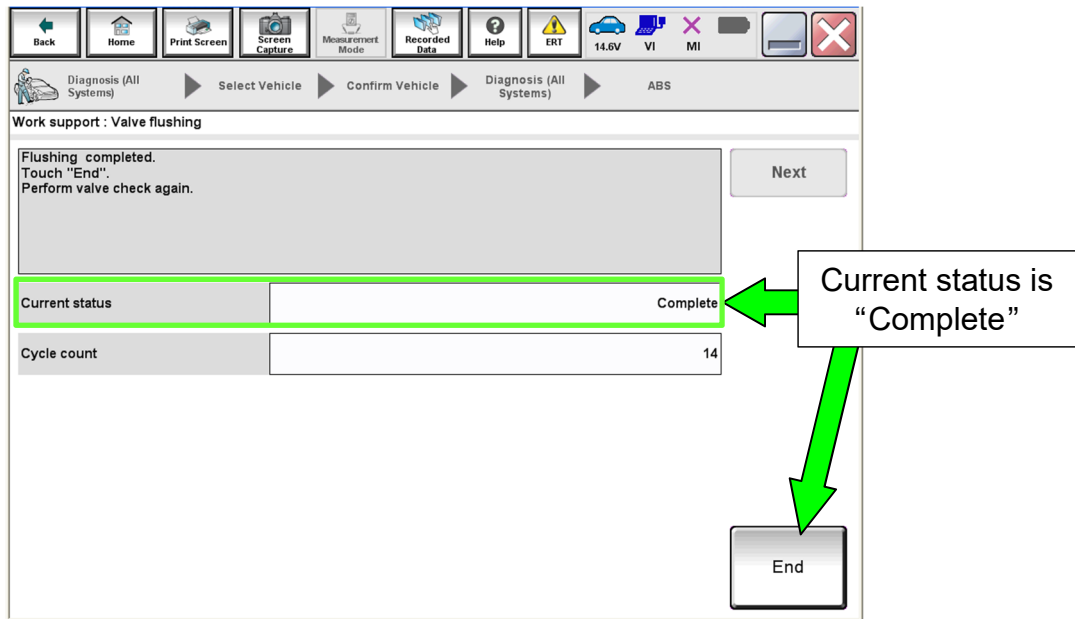 Back
Home
Print Screen
Screen
Capture
Measurement
Mode
Recorded
Data
Help
ERT
14.6V
VI
MI
Diagnosis (All
Systems)
Select Vehicle
Confirm Vehicle
Diagnosis (All
Systems)
ABS
Work support : Valve flushing
Flushing completed.
Touch "End".
Perform valve check again.
Next
Current status
Complete
Current status is
“Complete”
Cycle count
14
End